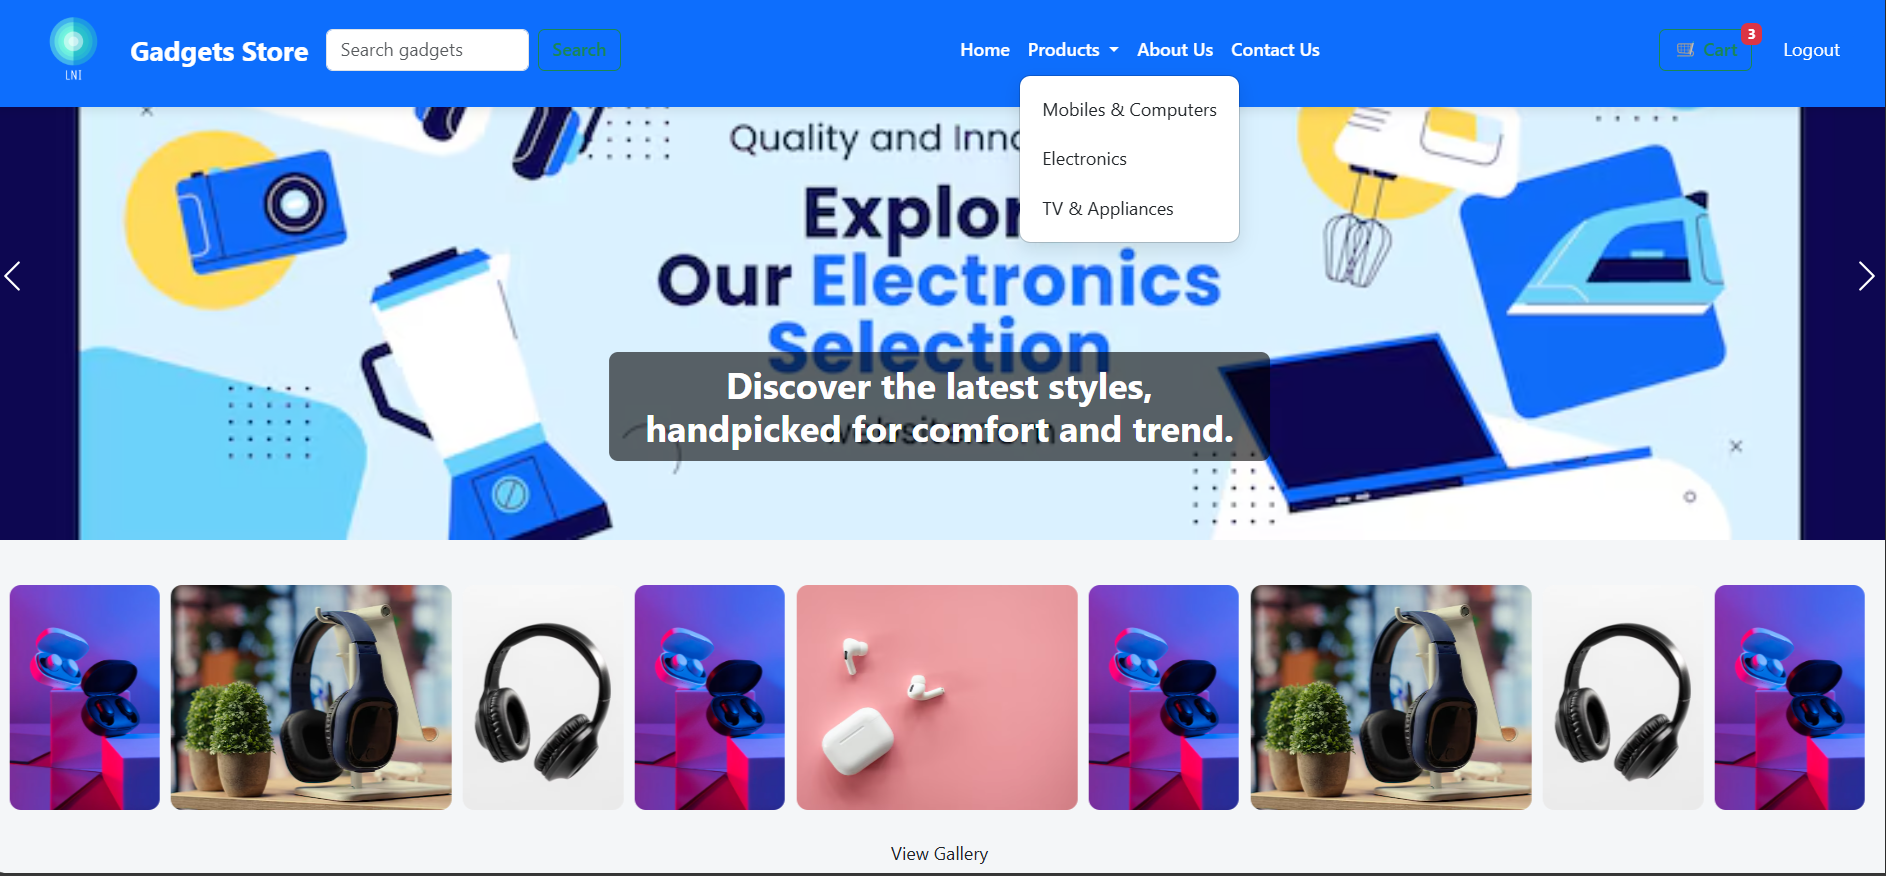 LNI
Gadgets Store
Search gadgets
Search
Home
Products
About Us
Contact Us
Cart
3
Logout
Mobiles & Computers
Electronics
TV & Appliances
Quality and Inno
Explor
Our Electronics
Selection
Discover the latest styles,
handpicked for comfort and trend.
View Gallery